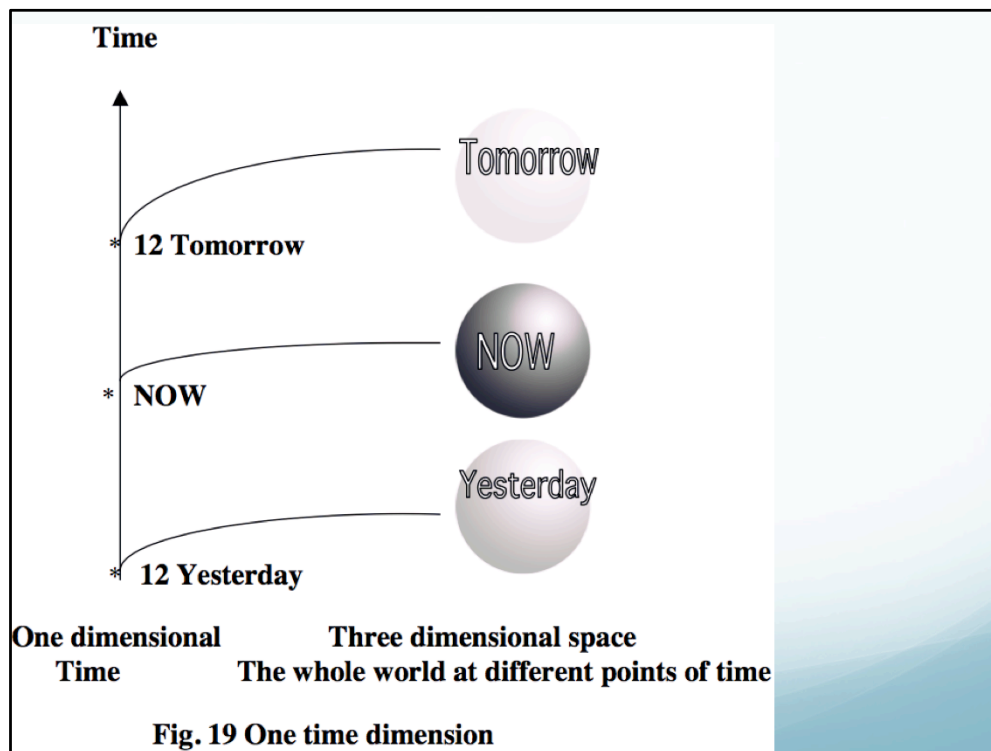 Time
Tomorrow
* 12 Tomorrow
NOW
* NOW
Yesterday
* 12 Yesterday
One dimensional Three dimensional space
Time The whole world at different points of time
Fig. 19 One time dimension